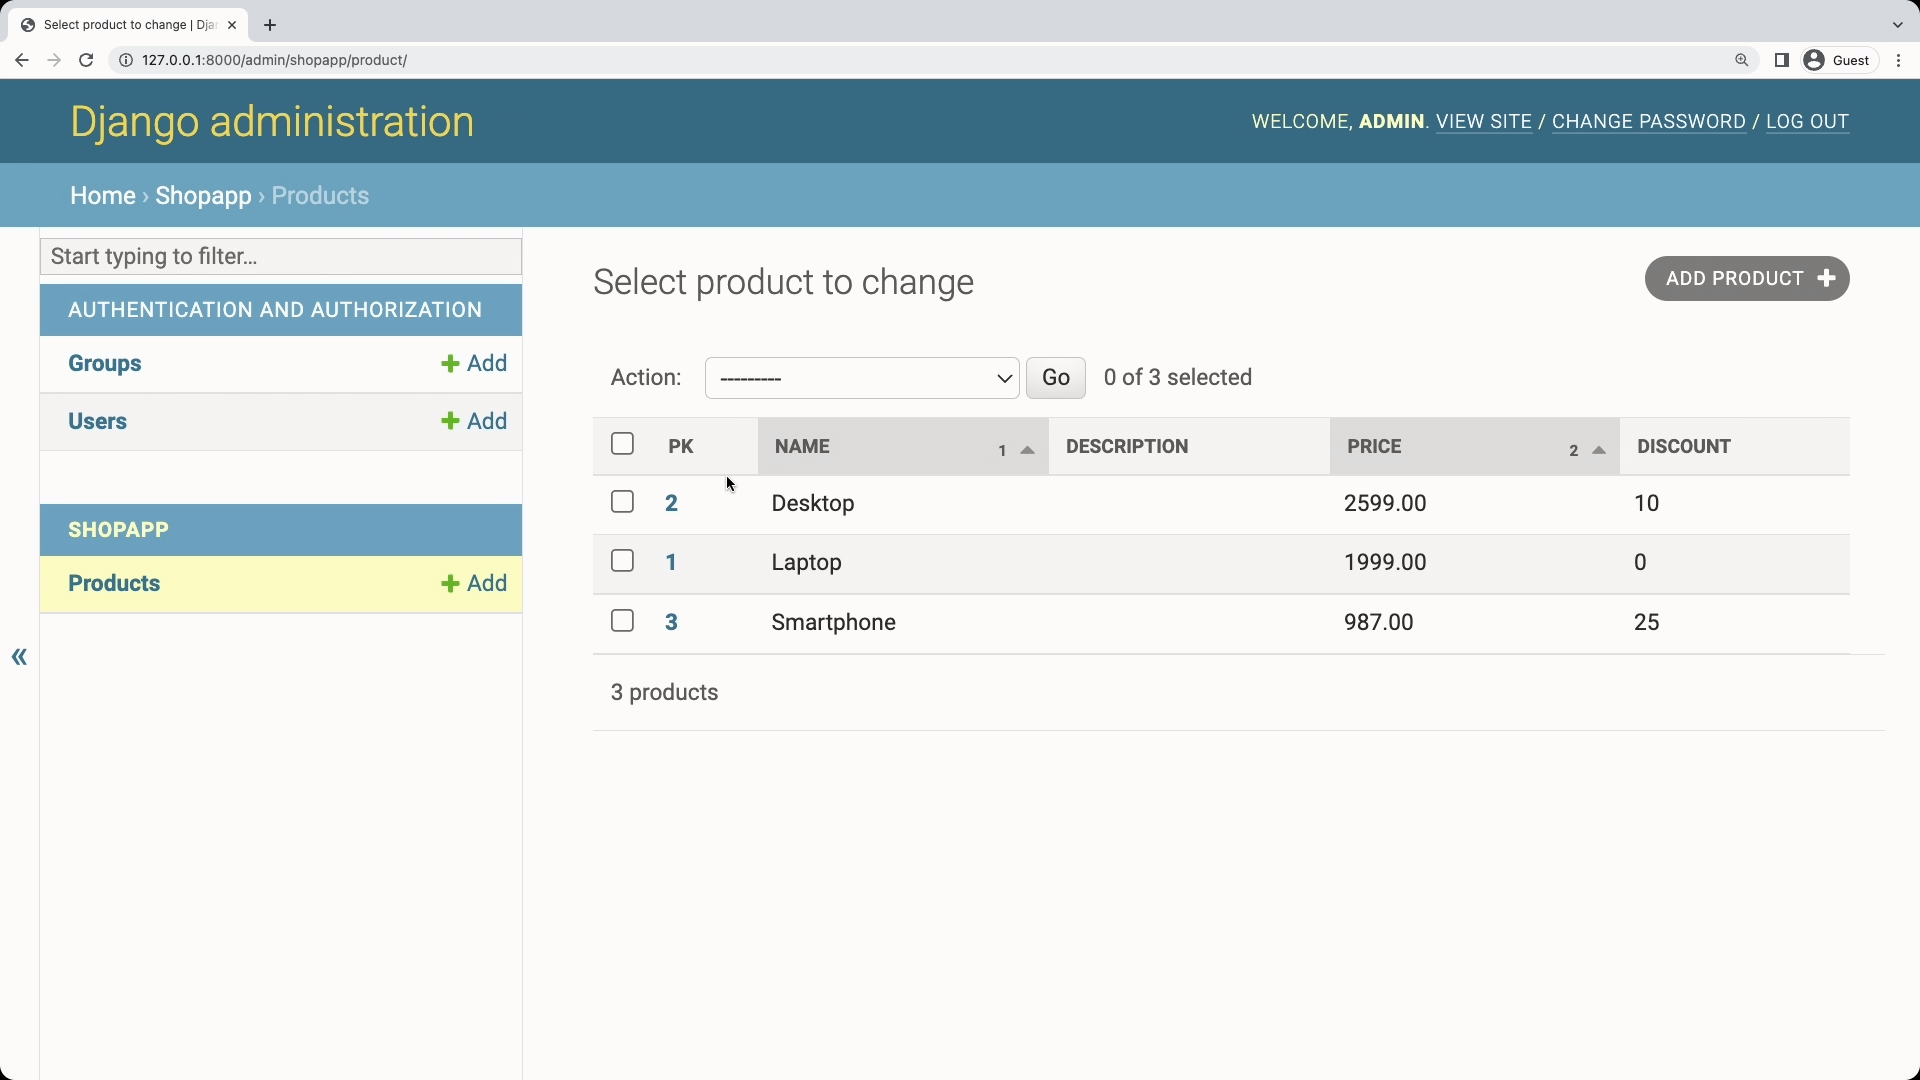 Select product to change | Dja
127.0.0.1:8000/admin/shopapp/product/
Guest
Django administration
WELCOME, ADMIN. VIEW SITE / CHANGE PASSWORD / LOG OUT
Home › Shopapp › Products
Start typing to filter...
AUTHENTICATION AND AUTHORIZATION
Groups + Add
Users + Add
SHOPAPP
Products + Add
«
Select product to change
ADD PRODUCT +
Action: --------- Go 0 of 3 selected
PK NAME 1 DESCRIPTION PRICE 2 DISCOUNT
2 Desktop 2599.00 10
1 Laptop 1999.00 0
3 Smartphone 987.00 25
3 products